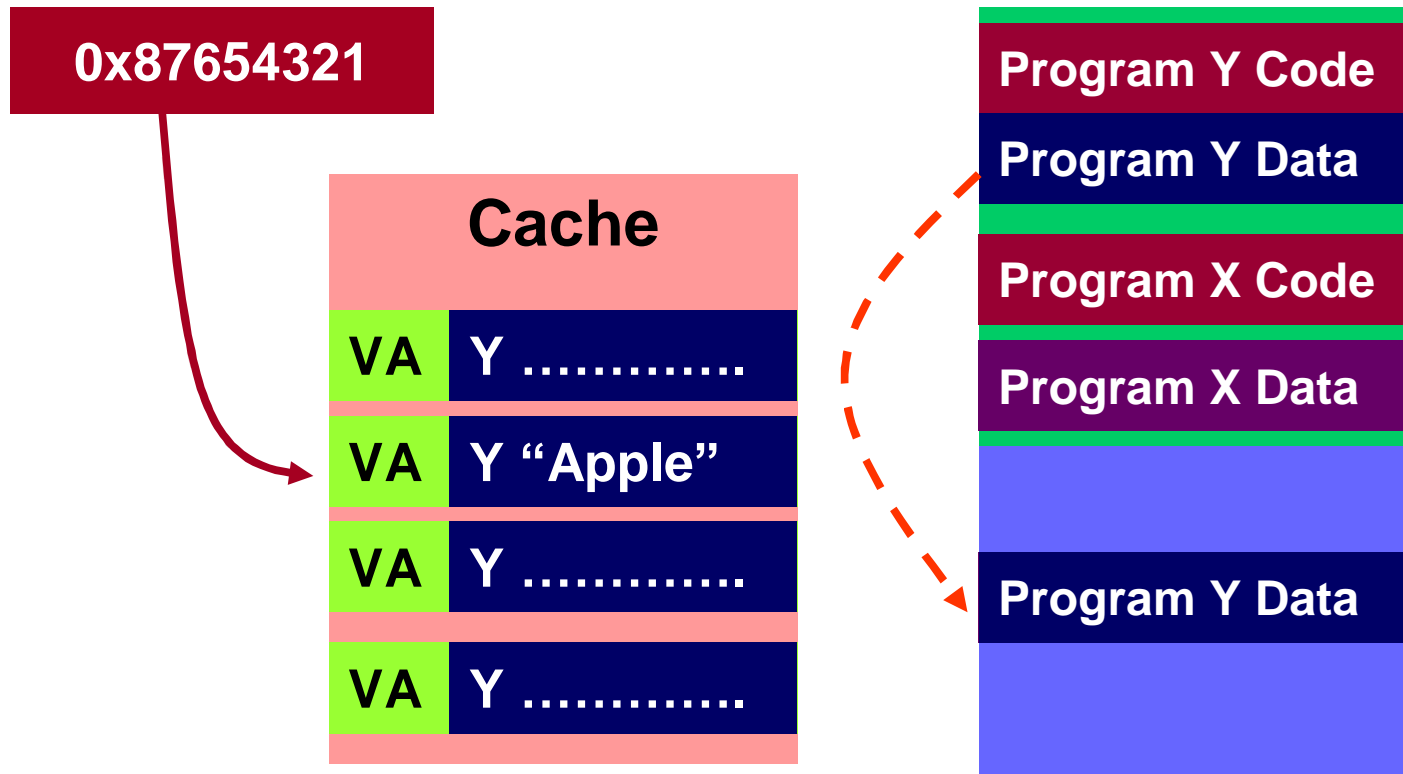 0x87654321
Cache
VA Y ………….
VA Y “Apple”
VA Y ………….
VA Y ………….
Program Y Code
Program Y Data
Program X Code
Program X Data
Program Y Data